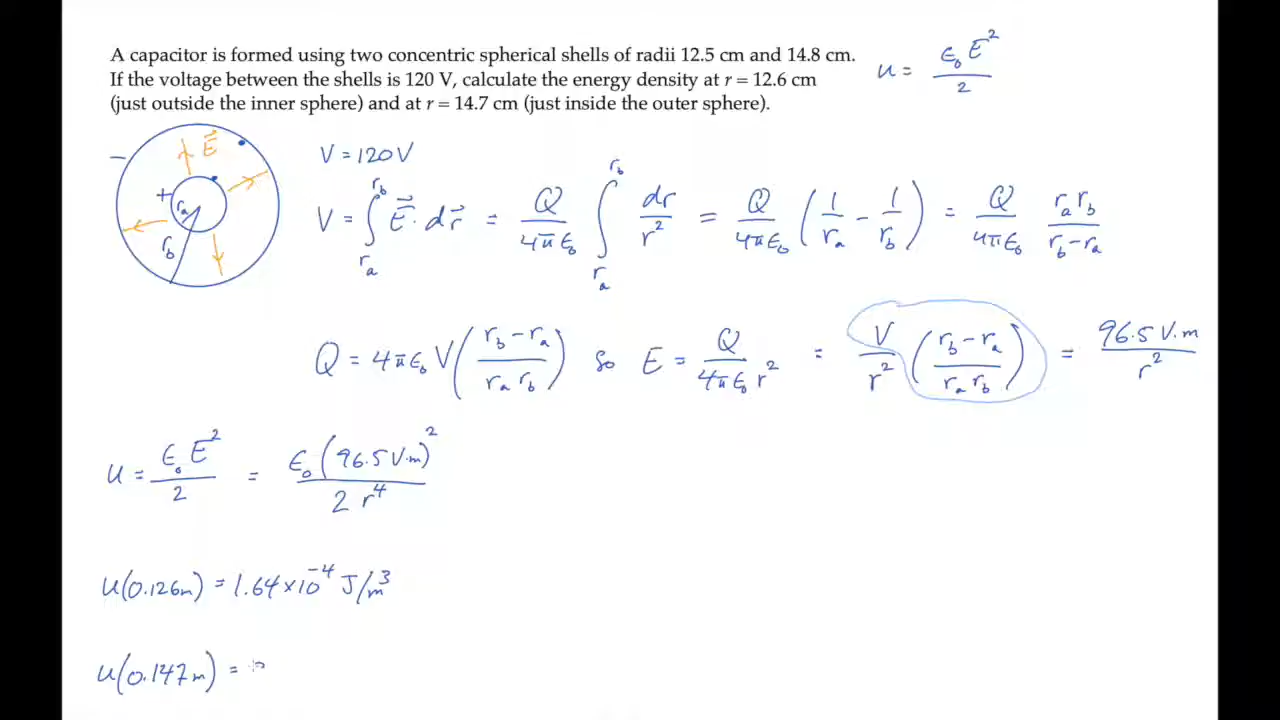 A capacitor is formed using two concentric spherical shells of radii 12.5 cm and 14.8 cm.
If the voltage between the shells is 120 V, calculate the energy density at r = 12.6 cm
(just outside the inner sphere) and at r = 14.7 cm (just inside the outer sphere).
u = ε₀E²/2
− + E⃗ rₐ r_b
V = 120V
V = ∫_{rₐ}^{r_b} E⃗ · dr⃗ = Q/4πε₀ ∫_{rₐ}^{r_b} dr/r² = Q/4πε₀ (1/rₐ − 1/r_b) = Q/4πε₀ rₐr_b/r_b−rₐ
Q = 4πε₀V(r_b−rₐ/rₐr_b) so E = Q/4πε₀r² = V/r² (r_b−rₐ/rₐr_b) = 96.5 V·m/r²
u = ε₀E²/2 = ε₀(96.5 V·m)²/2r⁴
u(0.126m) = 1.64×10⁻⁴ J/m³
u(0.147m) =